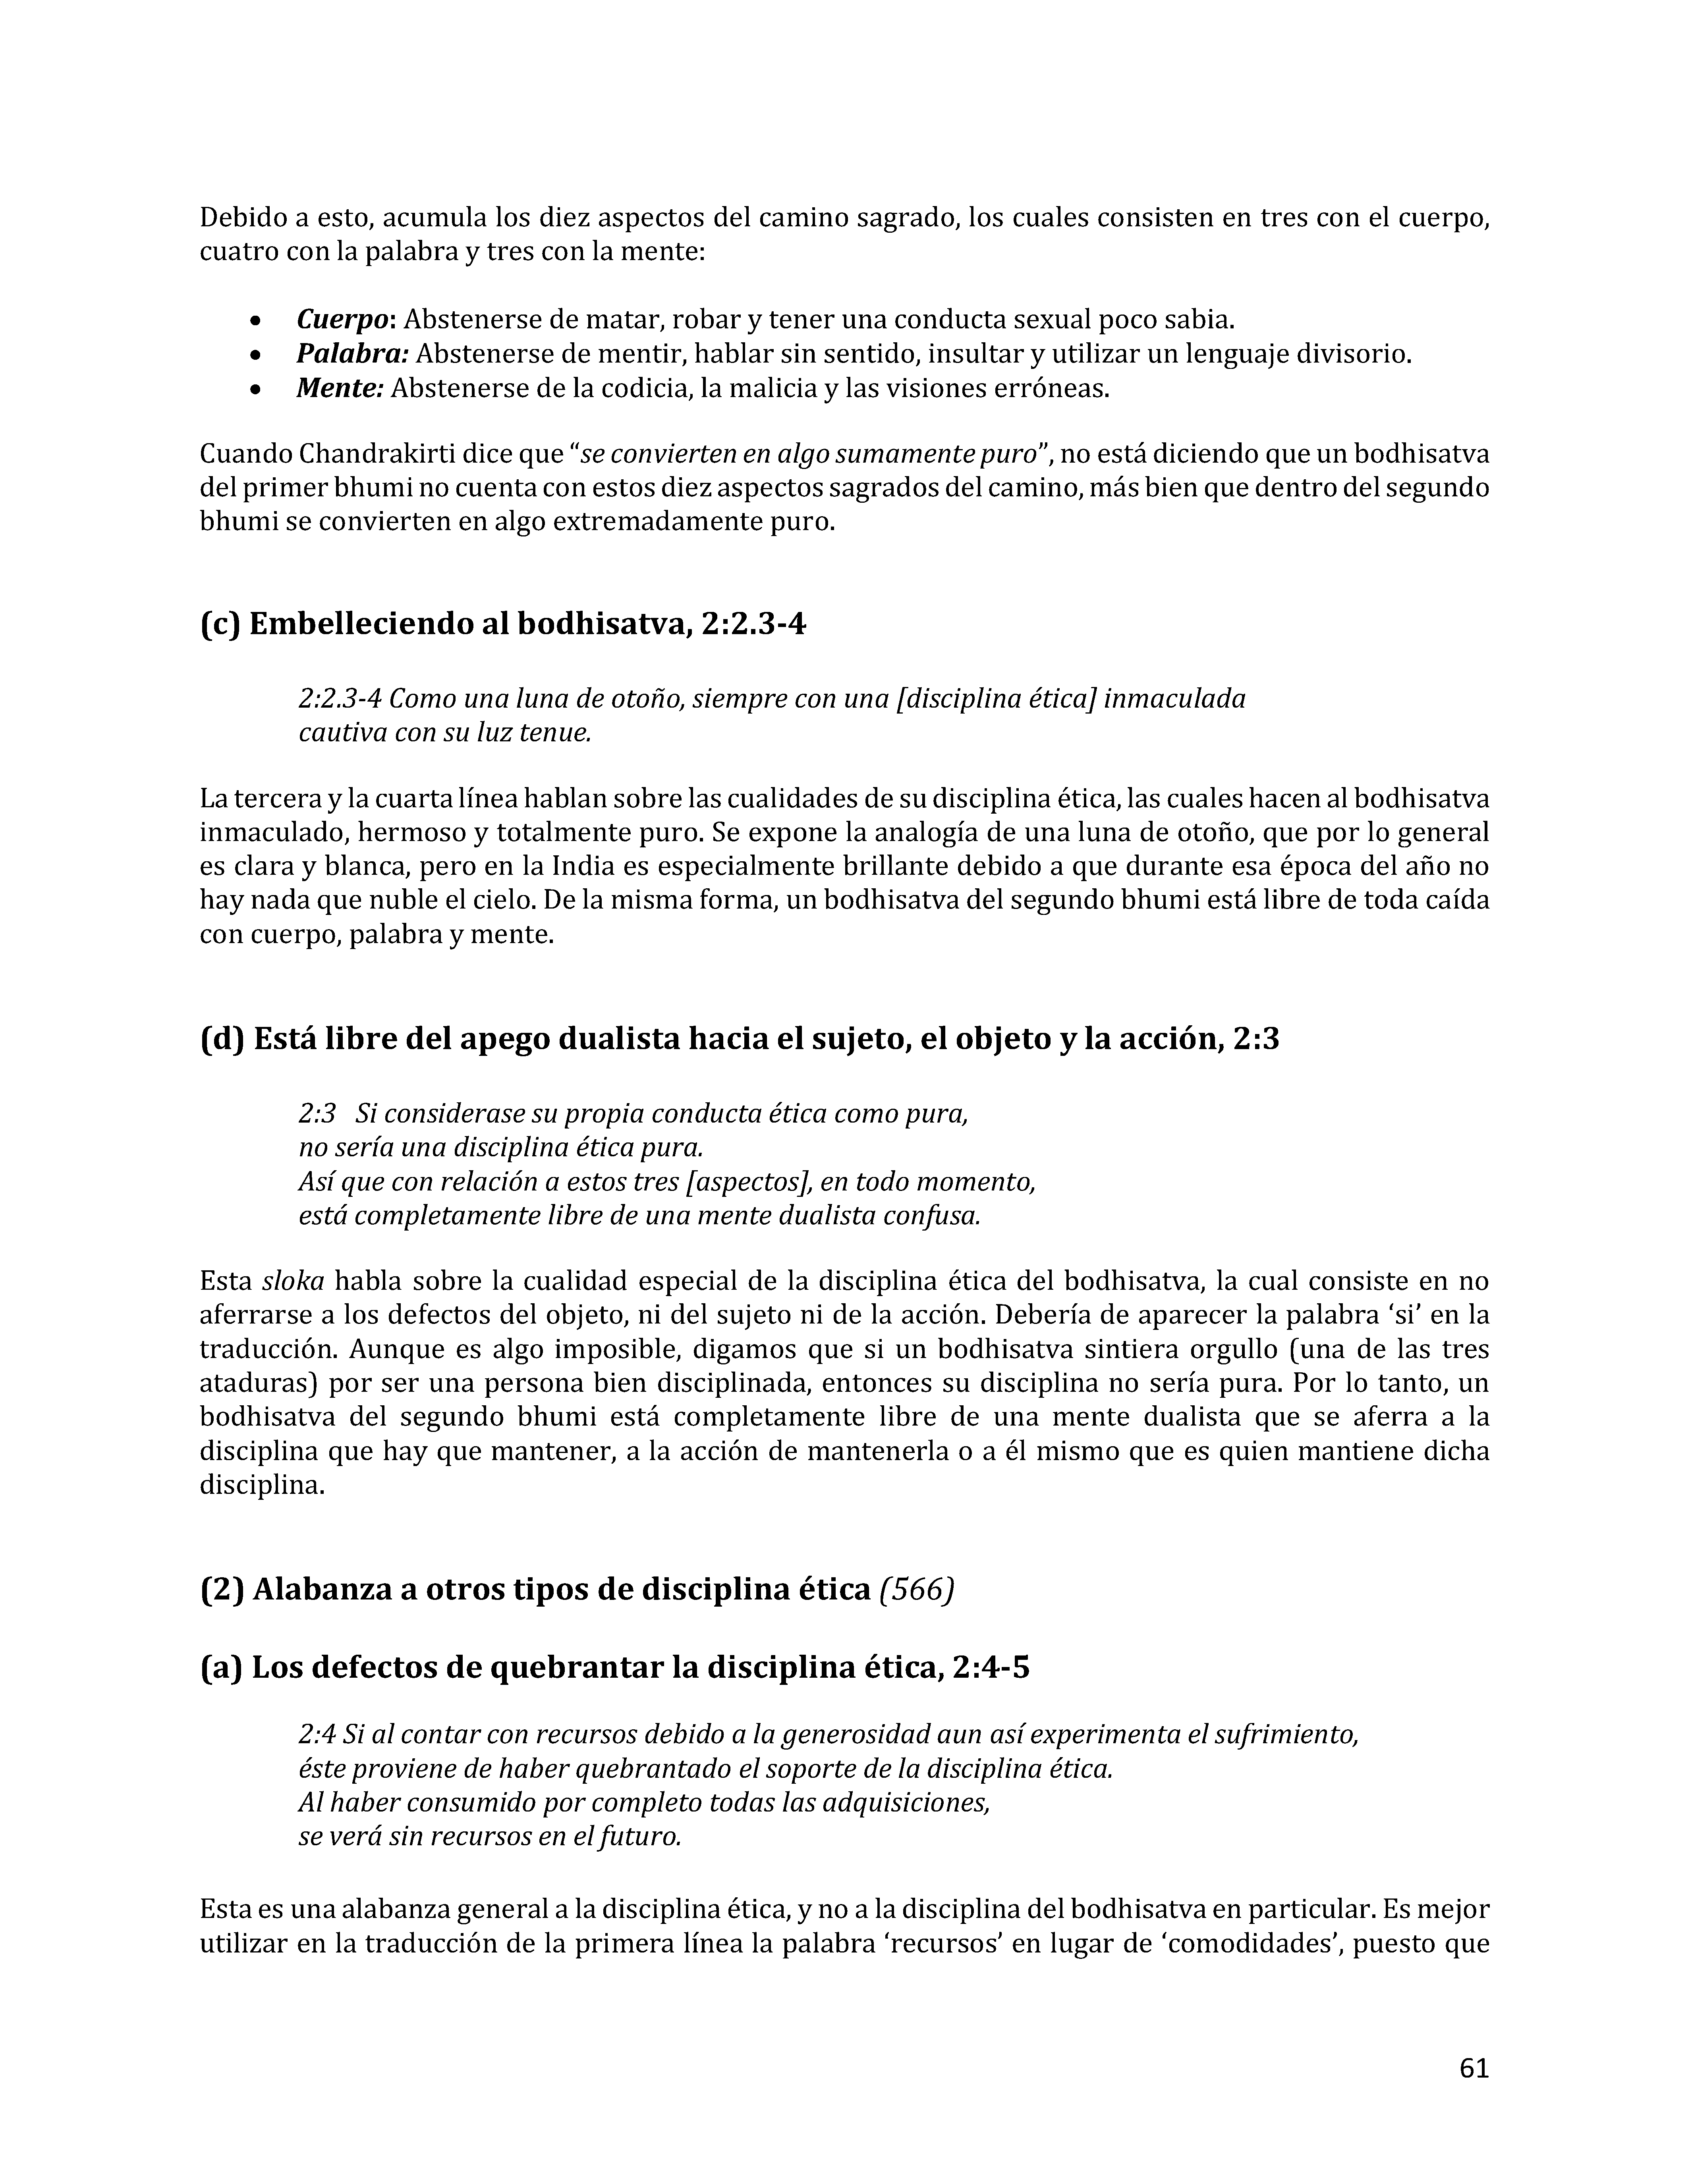 Debido a esto, acumula los diez aspectos del camino sagrado, los cuales consisten en tres con el cuerpo,
cuatro con la palabra y tres con la mente:
• Cuerpo: Abstenerse de matar, robar y tener una conducta sexual poco sabia.
• Palabra: Abstenerse de mentir, hablar sin sentido, insultar y utilizar un lenguaje divisorio.
• Mente: Abstenerse de la codicia, la malicia y las visiones erróneas.
Cuando Chandrakirti dice que “se convierten en algo sumamente puro”, no está diciendo que un bodhisatva
del primer bhumi no cuenta con estos diez aspectos sagrados del camino, más bien que dentro del segundo
bhumi se convierten en algo extremadamente puro.
(c) Embelleciendo al bodhisatva, 2:2.3-4
2:2.3-4 Como una luna de otoño, siempre con una [disciplina ética] inmaculada
cautiva con su luz tenue.
La tercera y la cuarta línea hablan sobre las cualidades de su disciplina ética, las cuales hacen al bodhisatva
inmaculado, hermoso y totalmente puro. Se expone la analogía de una luna de otoño, que por lo general
es clara y blanca, pero en la India es especialmente brillante debido a que durante esa época del año no
hay nada que nuble el cielo. De la misma forma, un bodhisatva del segundo bhumi está libre de toda caída
con cuerpo, palabra y mente.
(d) Está libre del apego dualista hacia el sujeto, el objeto y la acción, 2:3
2:3 Si considerase su propia conducta ética como pura,
no sería una disciplina ética pura.
Así que con relación a estos tres [aspectos], en todo momento,
está completamente libre de una mente dualista confusa.
Esta sloka habla sobre la cualidad especial de la disciplina ética del bodhisatva, la cual consiste en no
aferrarse a los defectos del objeto, ni del sujeto ni de la acción. Debería de aparecer la palabra ‘si’ en la
traducción. Aunque es algo imposible, digamos que si un bodhisatva sintiera orgullo (una de las tres
ataduras) por ser una persona bien disciplinada, entonces su disciplina no sería pura. Por lo tanto, un
bodhisatva del segundo bhumi está completamente libre de una mente dualista que se aferra a la
disciplina que hay que mantener, a la acción de mantenerla o a él mismo que es quien mantiene dicha
disciplina.
(2) Alabanza a otros tipos de disciplina ética (566)
(a) Los defectos de quebrantar la disciplina ética, 2:4-5
2:4 Si al contar con recursos debido a la generosidad aun así experimenta el sufrimiento,
éste proviene de haber quebrantado el soporte de la disciplina ética.
Al haber consumido por completo todas las adquisiciones,
se verá sin recursos en el futuro.
Esta es una alabanza general a la disciplina ética, y no a la disciplina del bodhisatva en particular. Es mejor
utilizar en la traducción de la primera línea la palabra ‘recursos’ en lugar de ‘comodidades’, puesto que
61